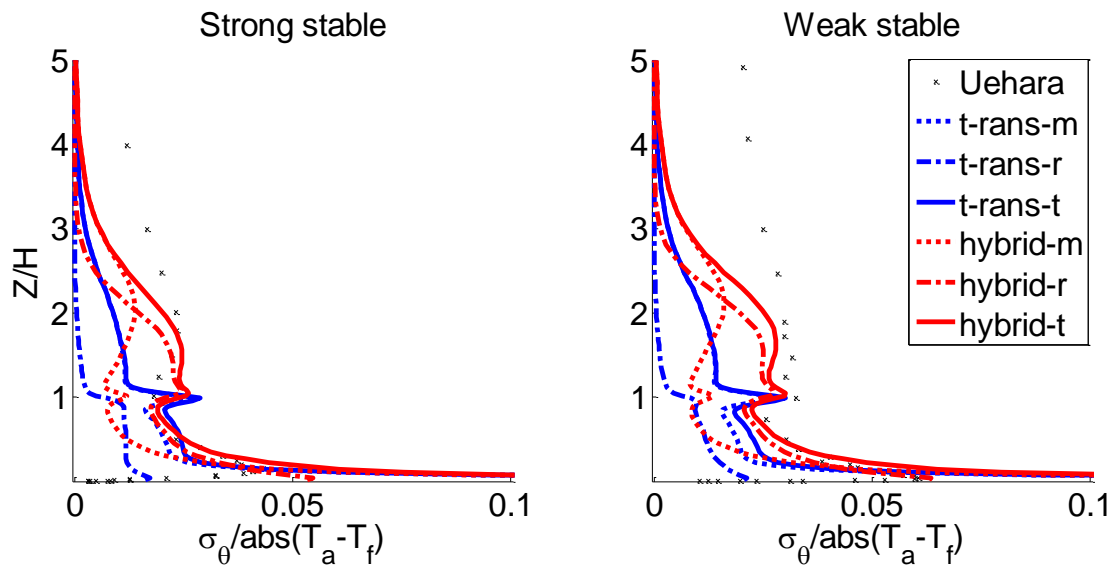 Strong stable
Weak stable
5
4
3
2
1
Z/H
0
0.05
0.1
σθ/abs(Ta-Tf)
5
4
3
2
1
0
0.05
0.1
σθ/abs(Ta-Tf)
Uehara
t-rans-m
t-rans-r
t-rans-t
hybrid-m
hybrid-r
hybrid-t